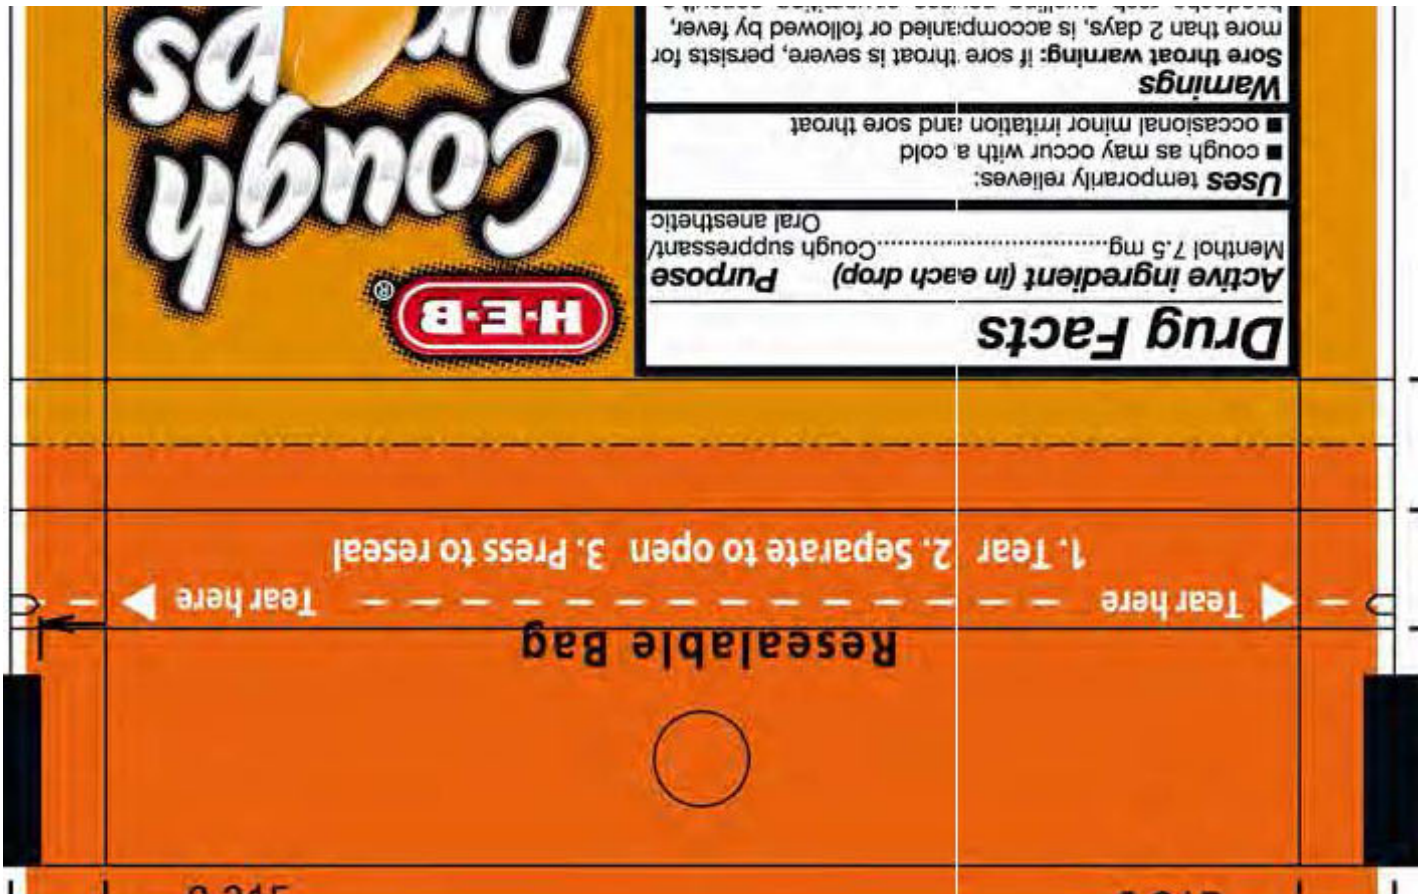 Resealable Bag
Tear here Tear here
1. Tear 2. Separate to open 3. Press to reseal
Drug Facts
Active ingredient (in each drop) Purpose
Menthol 7.5 mg......................................Cough suppressant/
Oral anesthetic
Uses temporarily relieves:
■ cough as may occur with a cold
■ occasional minor irritation and sore throat
Warnings
Sore throat warning: if sore throat is severe, persists for
more than 2 days, is accompanied or followed by fever,
H-E-B®
Cough
Drops